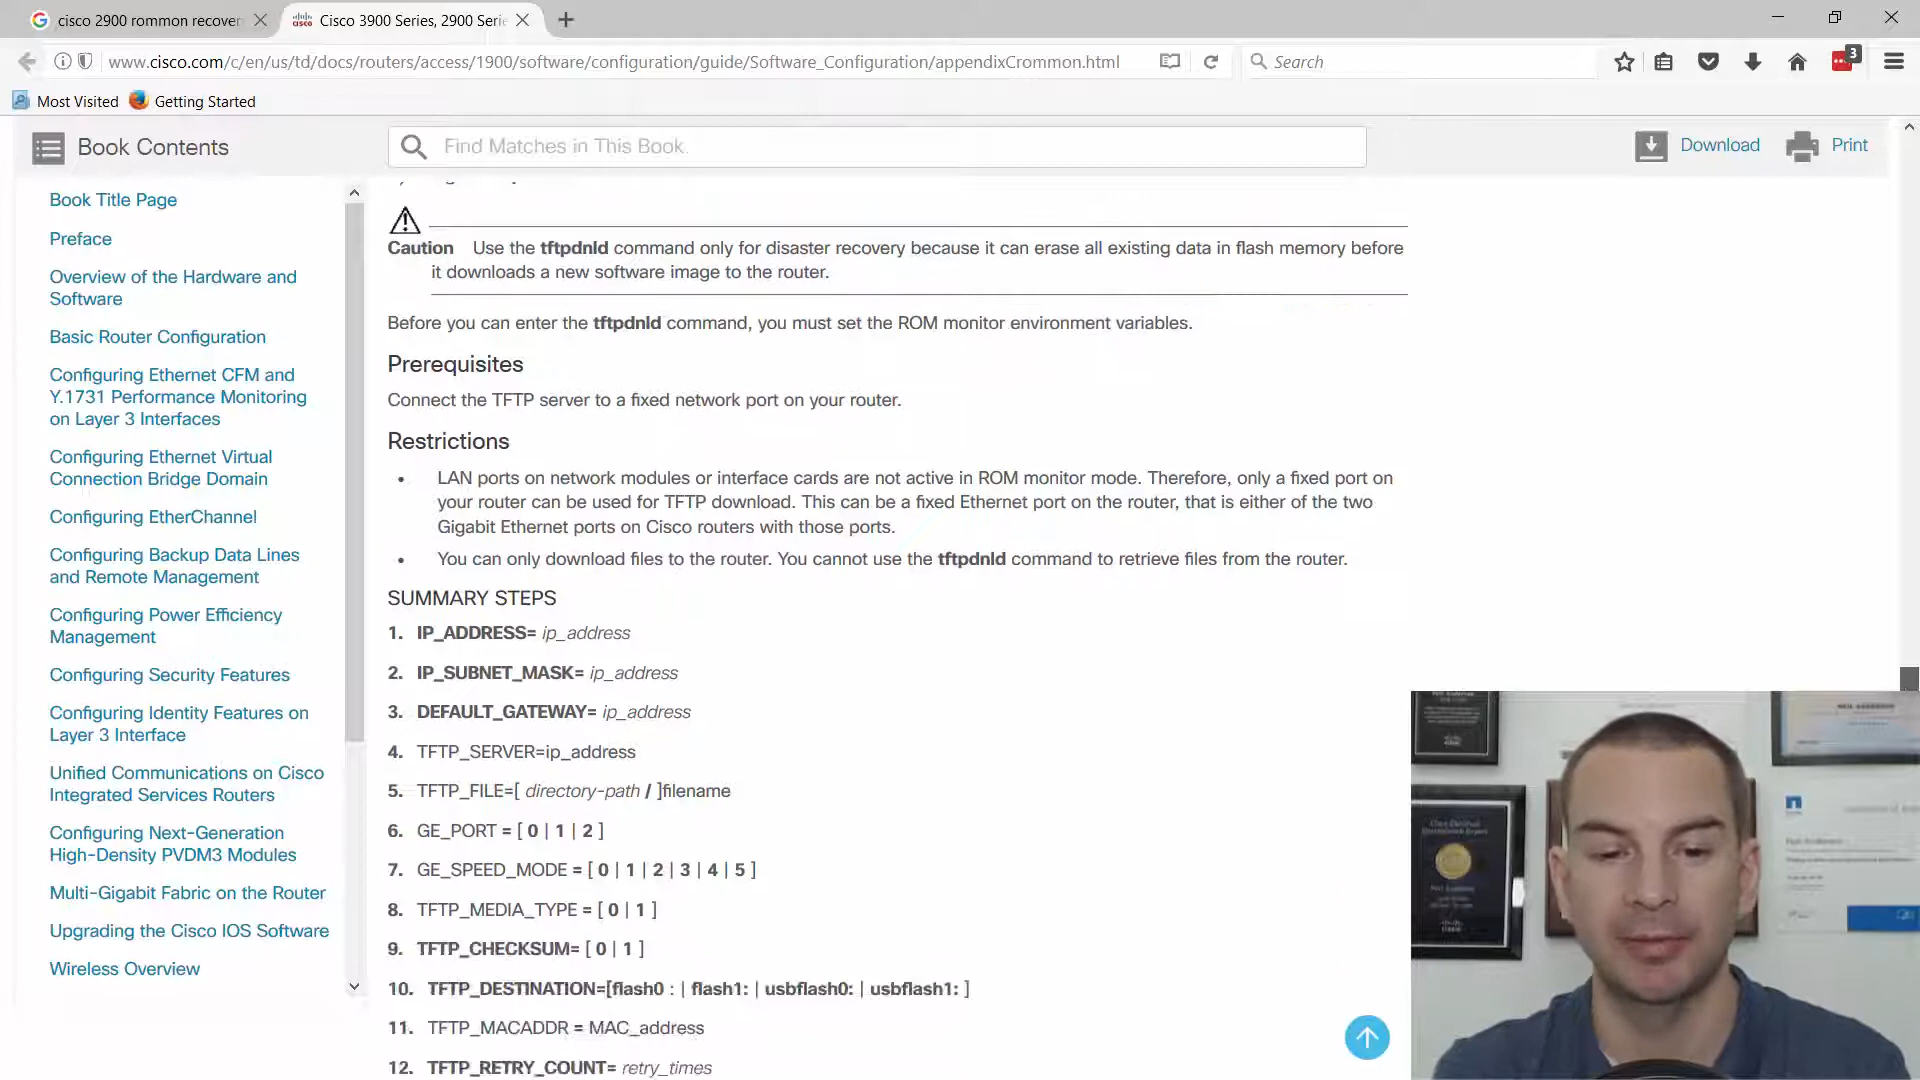 cisco 2900 rommon recover
Cisco 3900 Series, 2900 Serie
www.cisco.com/c/en/us/td/docs/routers/access/1900/software/configuration/guide/Software_Configuration/appendixCrommon.html
Search
3
Most Visited
Getting Started
Book Contents
Find Matches in This Book.
Download
Print
Book Title Page
Preface
Overview of the Hardware and
Software
Basic Router Configuration
Configuring Ethernet CFM and
Y.1731 Performance Monitoring
on Layer 3 Interfaces
Configuring Ethernet Virtual
Connection Bridge Domain
Configuring EtherChannel
Configuring Backup Data Lines
and Remote Management
Configuring Power Efficiency
Management
Configuring Security Features
Configuring Identity Features on
Layer 3 Interface
Unified Communications on Cisco
Integrated Services Routers
Configuring Next-Generation
High-Density PVDM3 Modules
Multi-Gigabit Fabric on the Router
Upgrading the Cisco IOS Software
Wireless Overview
Caution Use the tftpdnld command only for disaster recovery because it can erase all existing data in flash memory before
it downloads a new software image to the router.
Before you can enter the tftpdnld command, you must set the ROM monitor environment variables.
Prerequisites
Connect the TFTP server to a fixed network port on your router.
Restrictions
• LAN ports on network modules or interface cards are not active in ROM monitor mode. Therefore, only a fixed port on
your router can be used for TFTP download. This can be a fixed Ethernet port on the router, that is either of the two
Gigabit Ethernet ports on Cisco routers with those ports.
• You can only download files to the router. You cannot use the tftpdnld command to retrieve files from the router.
SUMMARY STEPS
1. IP_ADDRESS= ip_address
2. IP_SUBNET_MASK= ip_address
3. DEFAULT_GATEWAY= ip_address
4. TFTP_SERVER=ip_address
5. TFTP_FILE=[ directory-path / ]filename
6. GE_PORT = [ 0 | 1 | 2 ]
7. GE_SPEED_MODE = [ 0 | 1 | 2 | 3 | 4 | 5 ]
8. TFTP_MEDIA_TYPE = [ 0 | 1 ]
9. TFTP_CHECKSUM= [ 0 | 1 ]
10. TFTP_DESTINATION=[flash0 : | flash1: | usbflash0: | usbflash1: ]
11. TFTP_MACADDR = MAC_address
12. TFTP_RETRY_COUNT= retry_times